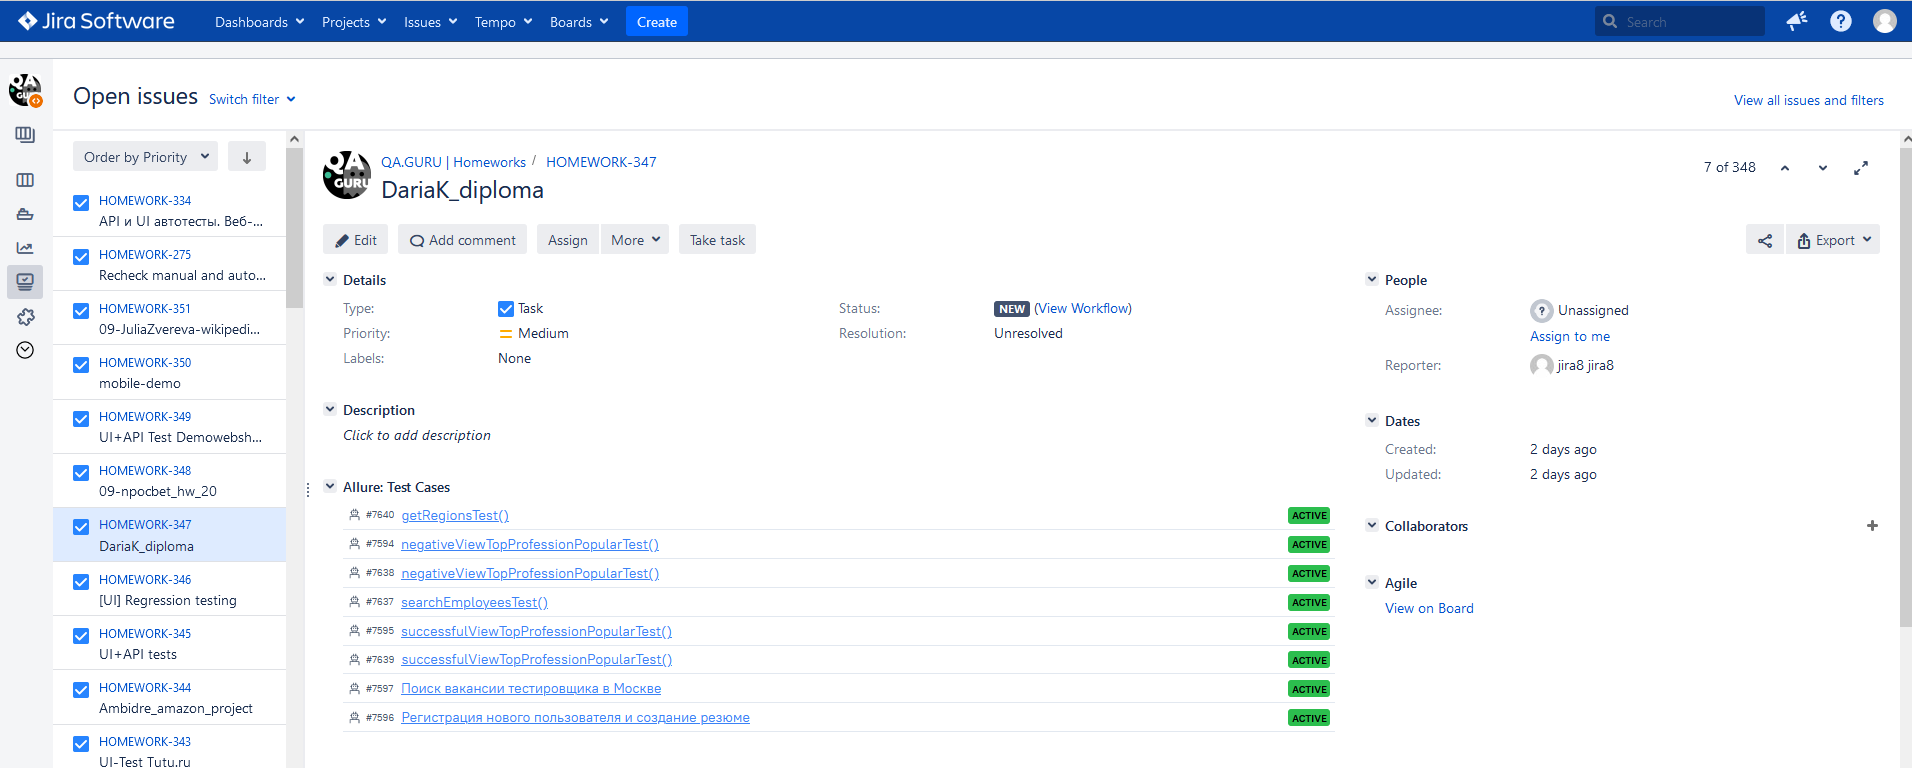 Jira Software Dashboards Projects Issues Tempo Boards Create Search
Open issues Switch filter View all issues and filters
Order by Priority
HOMEWORK-334
API и UI автотесты. Веб-...
HOMEWORK-275
Recheck manual and auto...
HOMEWORK-351
09-JuliaZvereva-wikipedi...
HOMEWORK-350
mobile-demo
HOMEWORK-349
UI+API Test Demowebsh...
HOMEWORK-348
09-npocbet_hw_20
HOMEWORK-347
DariaK_diploma
HOMEWORK-346
[UI] Regression testing
HOMEWORK-345
UI+API tests
HOMEWORK-344
Ambidre_amazon_project
HOMEWORK-343
UI-Test Tutu.ru
QA
GURU
QA.GURU | Homeworks / HOMEWORK-347
DariaK_diploma
7 of 348
Edit Add comment Assign More Take task Export
Details
Type: Task Status: NEW (View Workflow)
Priority: Medium Resolution: Unresolved
Labels: None
Description
Click to add description
Allure: Test Cases
#7640 getRegionsTest() ACTIVE
#7594 negativeViewTopProfessionPopularTest() ACTIVE
#7638 negativeViewTopProfessionPopularTest() ACTIVE
#7637 searchEmployeesTest() ACTIVE
#7595 successfulViewTopProfessionPopularTest() ACTIVE
#7639 successfulViewTopProfessionPopularTest() ACTIVE
#7597 Поиск вакансии тестировщика в Москве ACTIVE
#7596 Регистрация нового пользователя и создание резюме ACTIVE
People
Assignee: Unassigned
Assign to me
Reporter: jira8 jira8
Dates
Created: 2 days ago
Updated: 2 days ago
Collaborators
Agile
View on Board